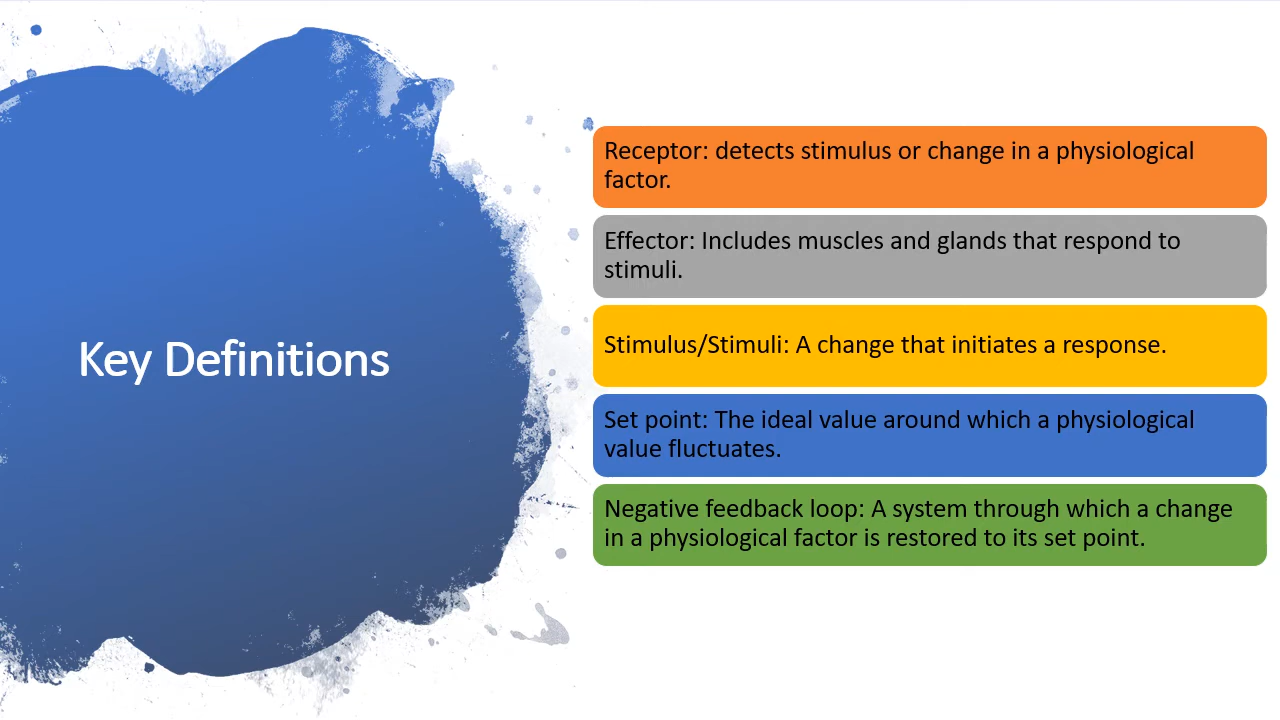 Key Definitions
Receptor: detects stimulus or change in a physiological
factor.
Effector: Includes muscles and glands that respond to
stimuli.
Stimulus/Stimuli: A change that initiates a response.
Set point: The ideal value around which a physiological
value fluctuates.
Negative feedback loop: A system through which a change
in a physiological factor is restored to its set point.